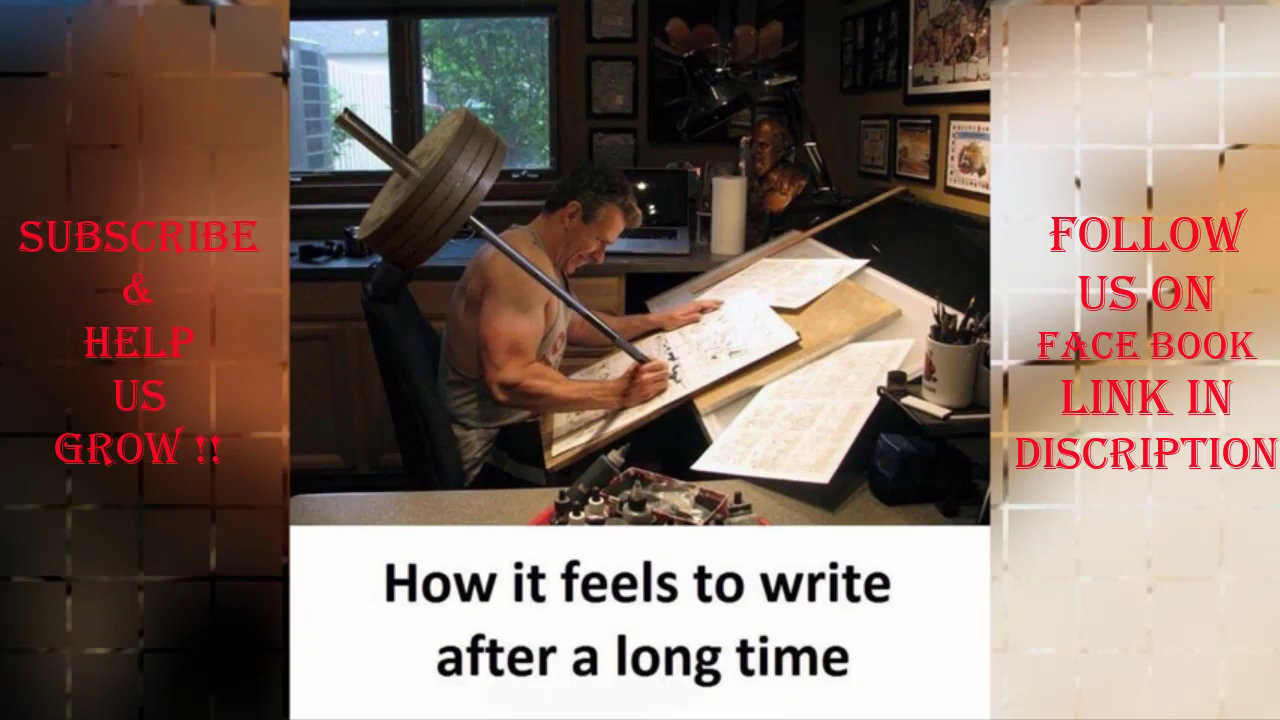 SUBSCRIBE
&
HELP
US
GROW !!
How it feels to write
after a long time
FOLLOW
US ON
FACE BOOK
LINK IN
DISCRIPTION